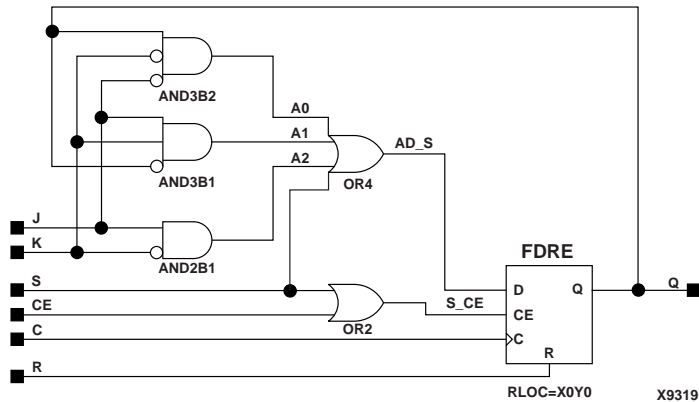 AND3B2
A0
A1
AD_S
A2
AND3B1
OR4
J
K
AND2B1
FDRE
S
D
Q
Q
CE
S_CE
CE
C
OR2
C
R
R
RLOC=X0Y0
X9319